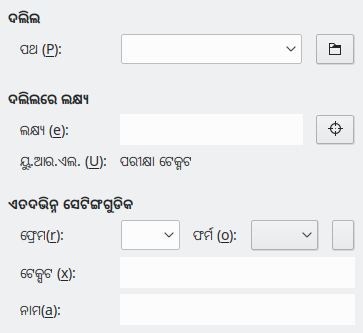 ଦଲିଲ
ପଥ (P):
ଦଲିଲରେ ଲକ୍ଷ୍ୟ
ଲକ୍ଷ୍ୟ (e):
ୟୁ.ଆର.ଏଲ. (U): ପରୀକ୍ଷା ଟେକ୍ସଟ
ଏତଦଭିନ୍ନ ସେଟିଙ୍ଗଗୁଡିକ
ଫ୍ରେମ(r): ଫର୍ମ (o):
ଟେକ୍ସଟ (x):
ନାମ(a):